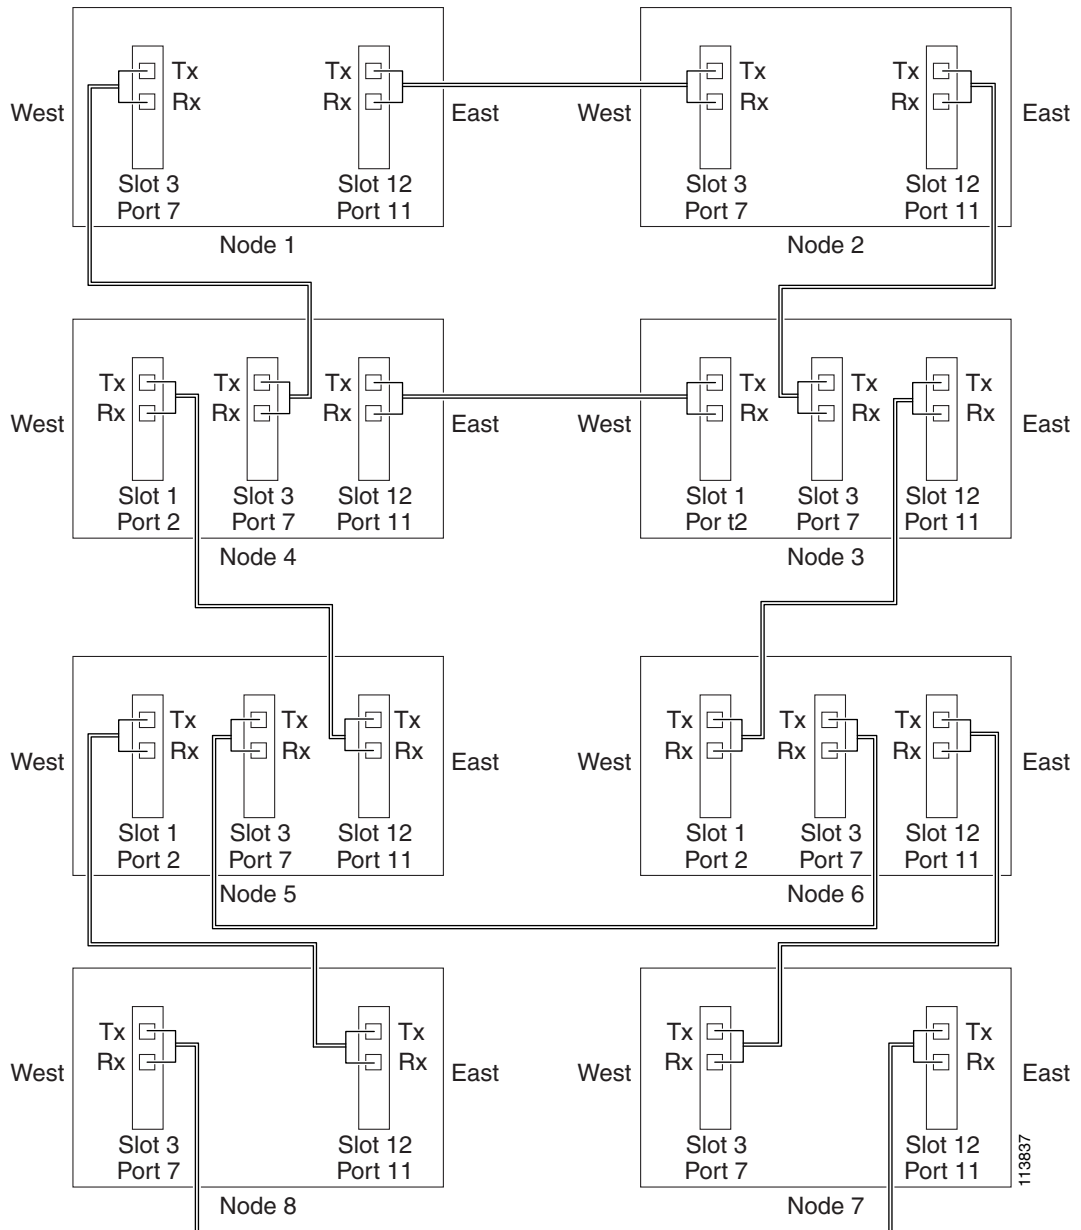 Tx Tx Tx Tx
Rx Rx Rx Rx
West East West East
Slot 3 Slot 12 Slot 3 Slot 12
Port 7 Port 11 Port 7 Port 11
Node 1 Node 2
Tx Tx Tx Tx Tx Tx
Rx Rx Rx Rx Rx Rx
West East West East
Slot 1 Slot 3 Slot 12 Slot 1 Slot 3 Slot 12
Port 2 Port 7 Port 11 Por t2 Port 7 Port 11
Node 4 Node 3
Tx Tx Tx Tx Tx Tx
Rx Rx Rx Rx Rx Rx
West East West East
Slot 1 Slot 3 Slot 12 Slot 1 Slot 3 Slot 12
Port 2 Port 7 Port 11 Port 2 Port 7 Port 11
Node 5 Node 6
Tx Tx Tx Tx
Rx Rx Rx Rx
West East West East
Slot 3 Slot 12 Slot 3 Slot 12
Port 7 Port 11 Port 7 Port 11
113837
Node 8 Node 7